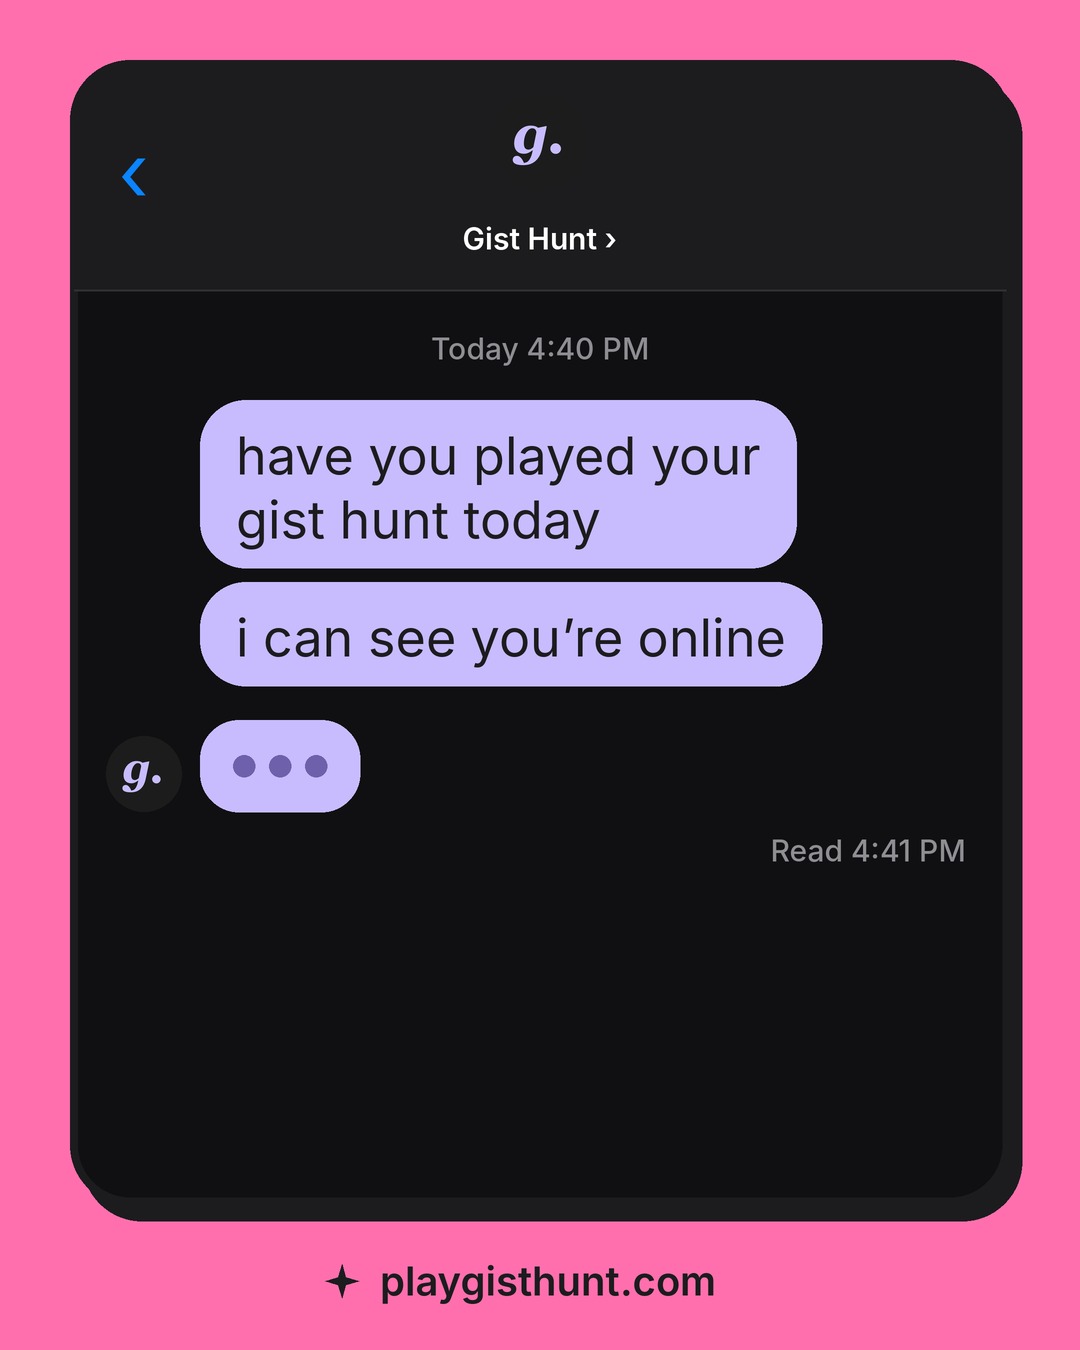 g.
Gist Hunt ›
Today 4:40 PM
have you played your
gist hunt today
i can see you’re online
g.
Read 4:41 PM
playgisthunt.com